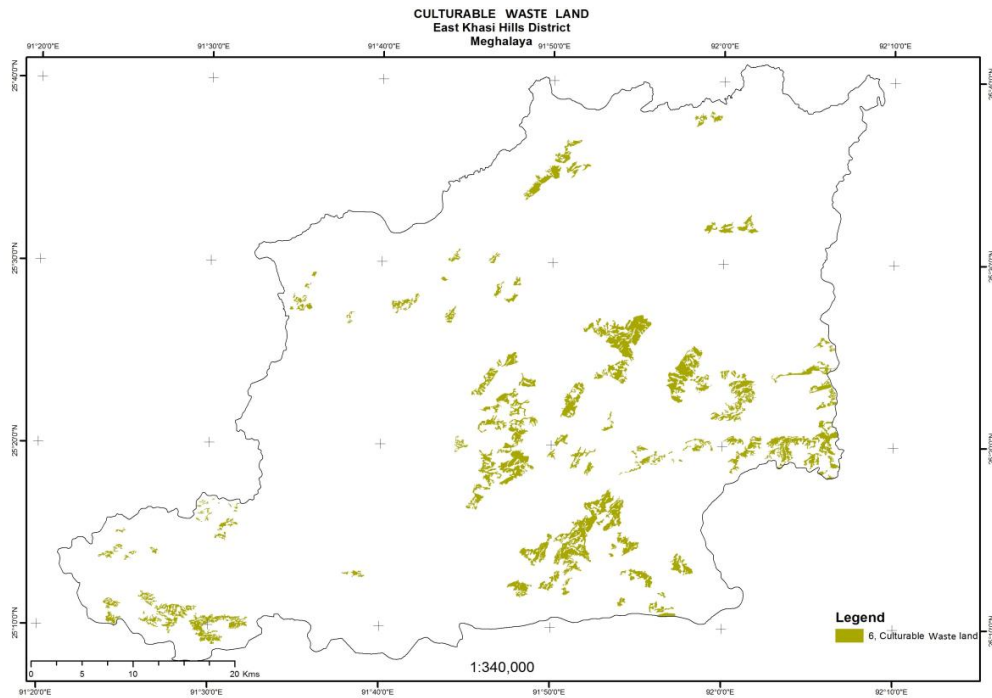 CULTURABLE WASTE LAND
East Khasi Hills District
Meghalaya
91°20'0"E 91°30'0"E 91°40'0"E 91°50'0"E 92°0'0"E 92°10'0"E
25°40'0"N
25°30'0"N
25°20'0"N
25°10'0"N
Legend
6, Culturable Waste land
0 5 10 20 Kms
1:340,000
91°20'0"E 91°30'0"E 91°40'0"E 91°50'0"E 92°0'0"E 92°10'0"E